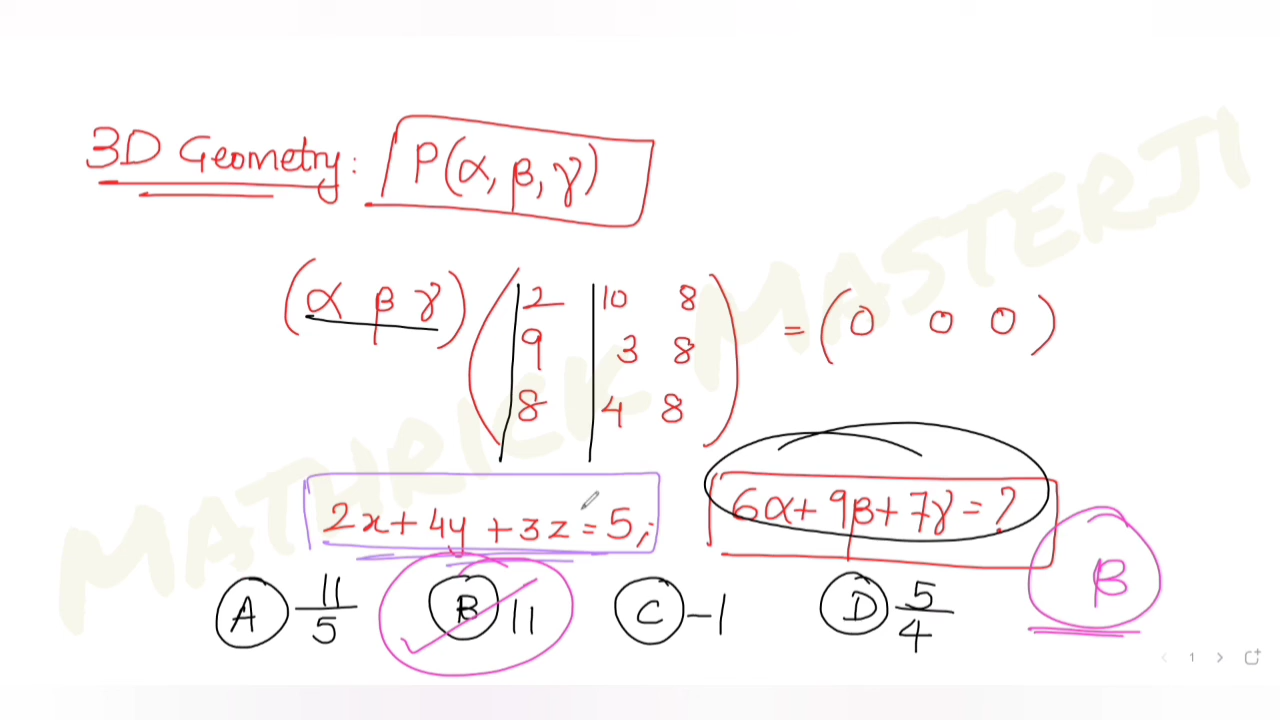 3D Geometry: P(α, β, γ)
(α β γ) (2 10 8
9 3 8
8 4 8) = (0 0 0)
2x+4y+3z=5; 6α+9β+7γ=?
A 11/5 B 11 C -1 D 5/4 β
MATHRICK MASTERJI
1